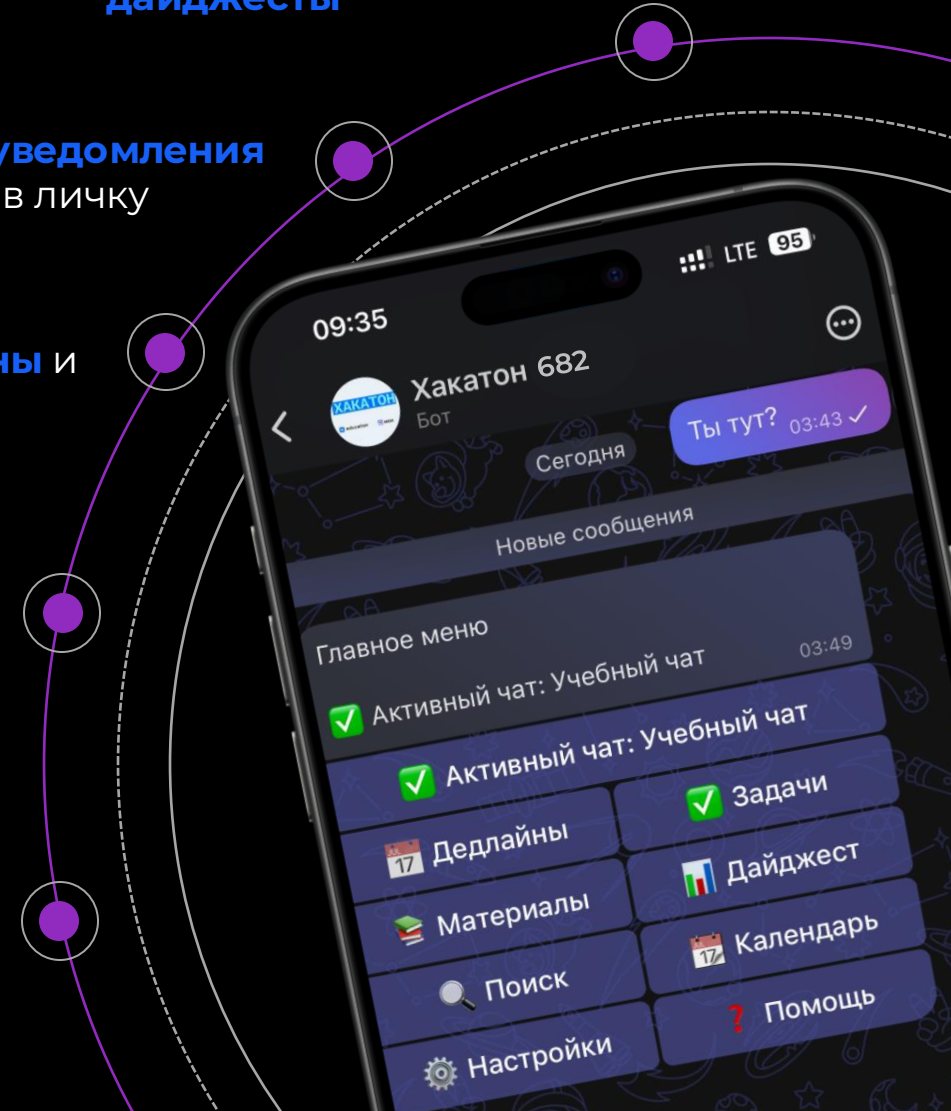 дайджесты
уведомления
в личку
ны и
09:35
LTE 95
Хакатон 682
Бот
ХАКАТОН
Ты тут? 03:43
Сегодня
Новые сообщения
Главное меню
✅ Активный чат: Учебный чат 03:49
✅ Активный чат: Учебный чат
17 Дедлайны
✅ Задачи
Материалы
Дайджест
Поиск
17 Календарь
Настройки
❓ Помощь